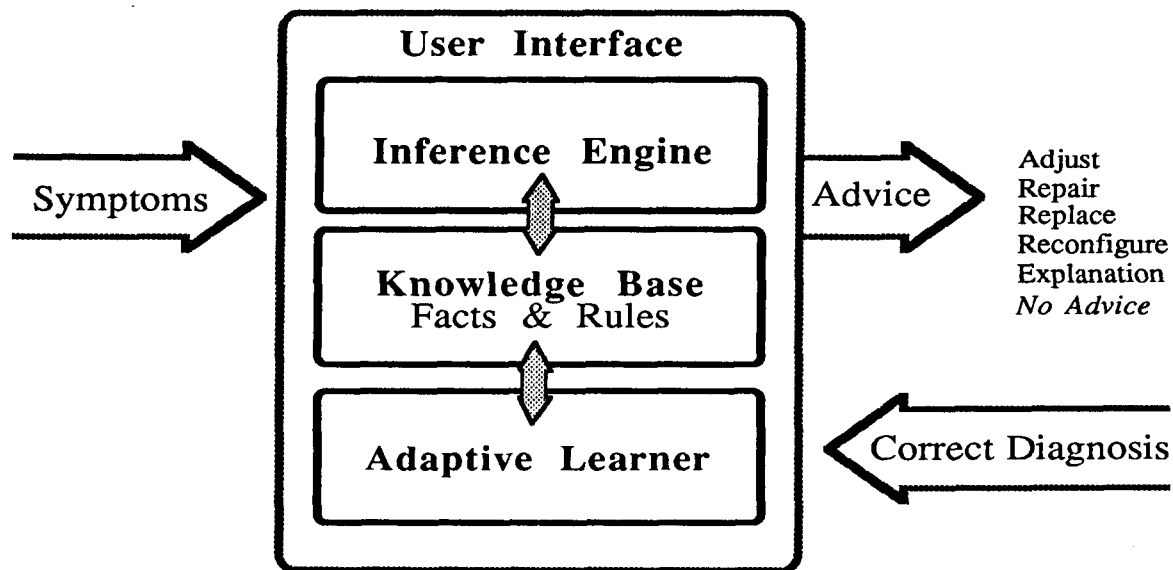 User Interface
Inference Engine
Symptoms
Advice
Adjust
Repair
Replace
Reconfigure
Explanation
No Advice
Knowledge Base
Facts & Rules
Adaptive Learner
Correct Diagnosis